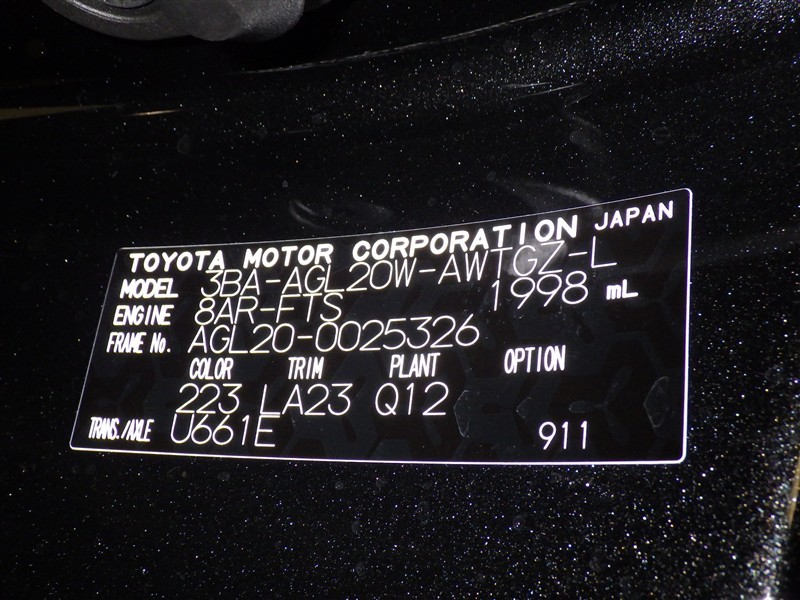 TOYOTA MOTOR CORPORATION JAPAN
MODEL 3BA-AGL20W-AWTGZ-L
ENGINE 8AR-FTS 1998 mL
FRAME No. AGL20-0025326
COLOR TRIM PLANT OPTION
223 LA23 Q12
TRANS./AXLE U661E 911